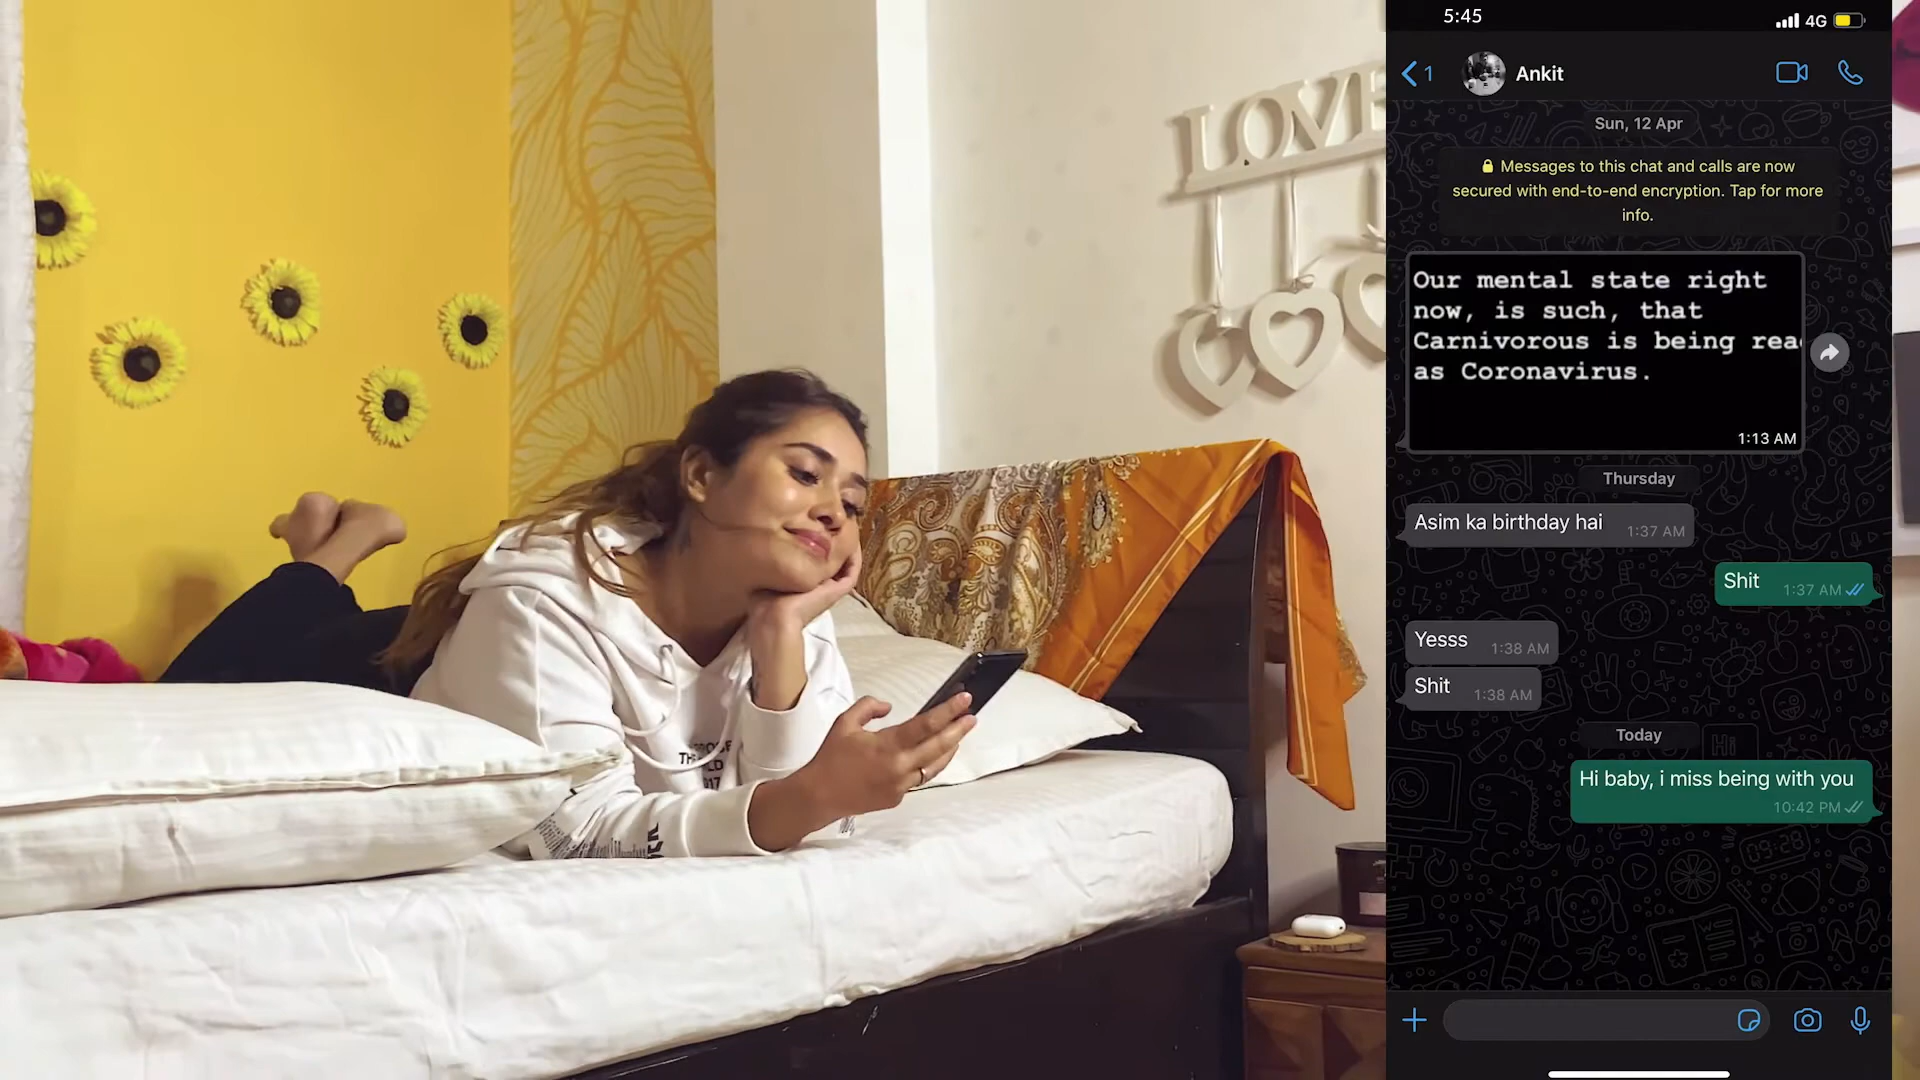 LOVE
5:45
4G
1
Ankit
Sun, 12 Apr
Messages to this chat and calls are now
secured with end-to-end encryption. Tap for more
info.
Our mental state right
now, is such, that
Carnivorous is being rea
as Coronavirus.
1:13 AM
Thursday
Asim ka birthday hai 1:37 AM
Shit 1:37 AM
Yesss 1:38 AM
Shit 1:38 AM
Today
Hi baby, i miss being with you
10:42 PM